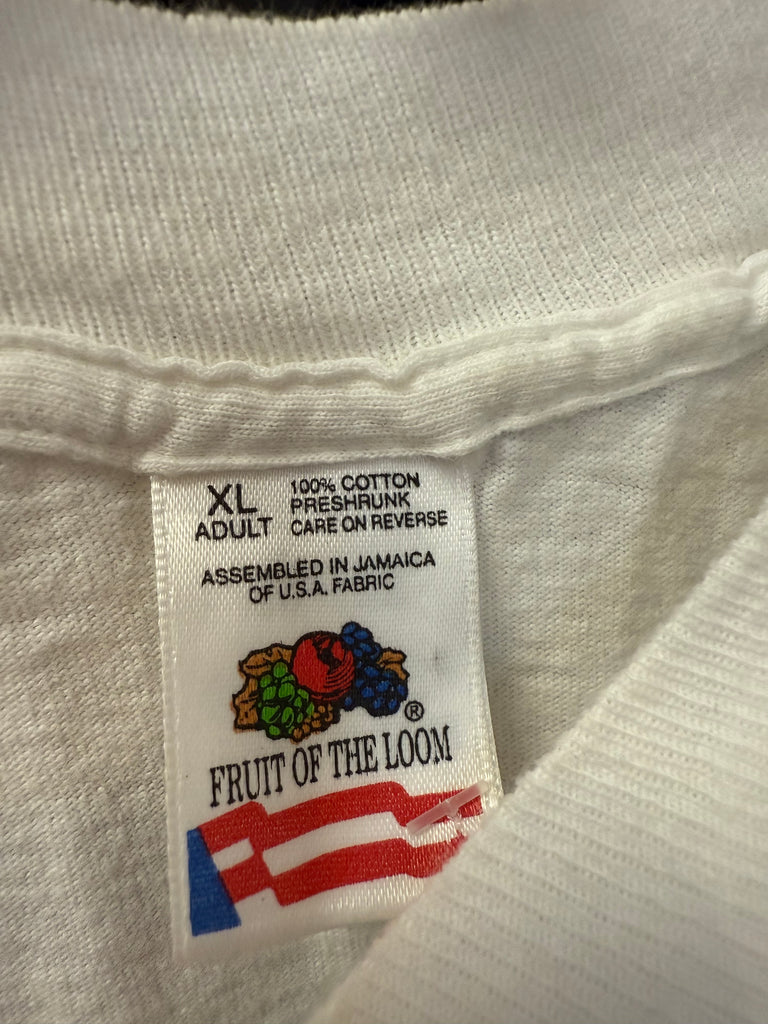 XL
ADULT
100% COTTON
PRESHRUNK
CARE ON REVERSE
ASSEMBLED IN JAMAICA
OF U.S.A. FABRIC
®
FRUIT OF THE LOOM